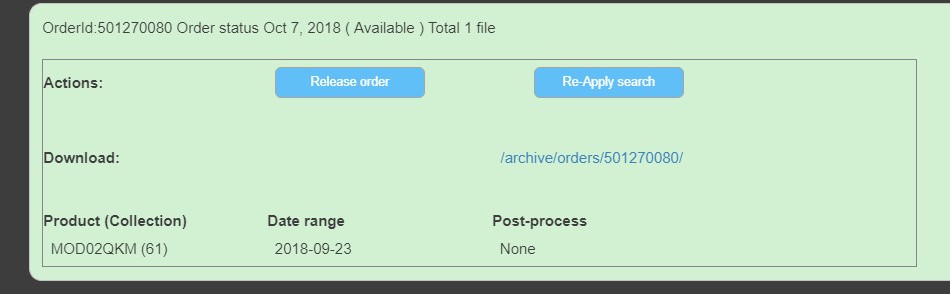 OrderId:501270080 Order status Oct 7, 2018 ( Available ) Total 1 file
Actions: Release order Re-Apply search
Download: /archive/orders/501270080/
Product (Collection) Date range Post-process
MOD02QKM (61) 2018-09-23 None